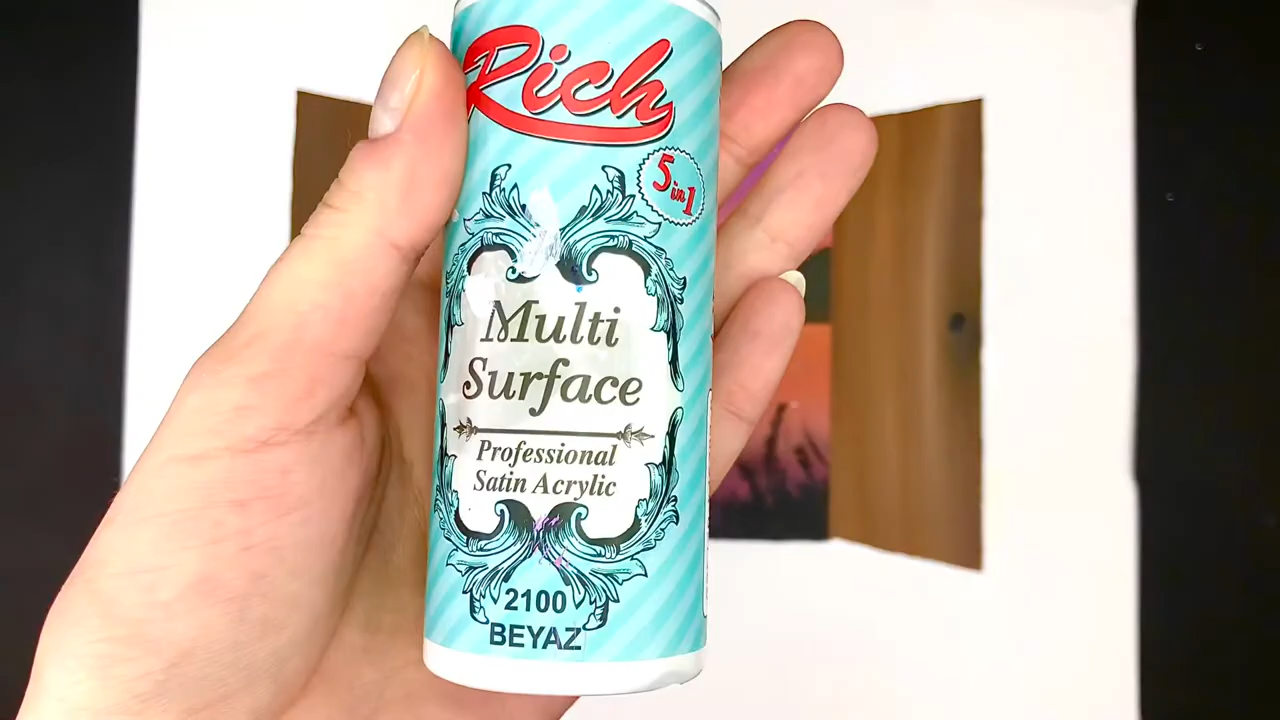 Rich
5 in 1
Multi
Surface
Professional
Satin Acrylic
2100
BEYAZ